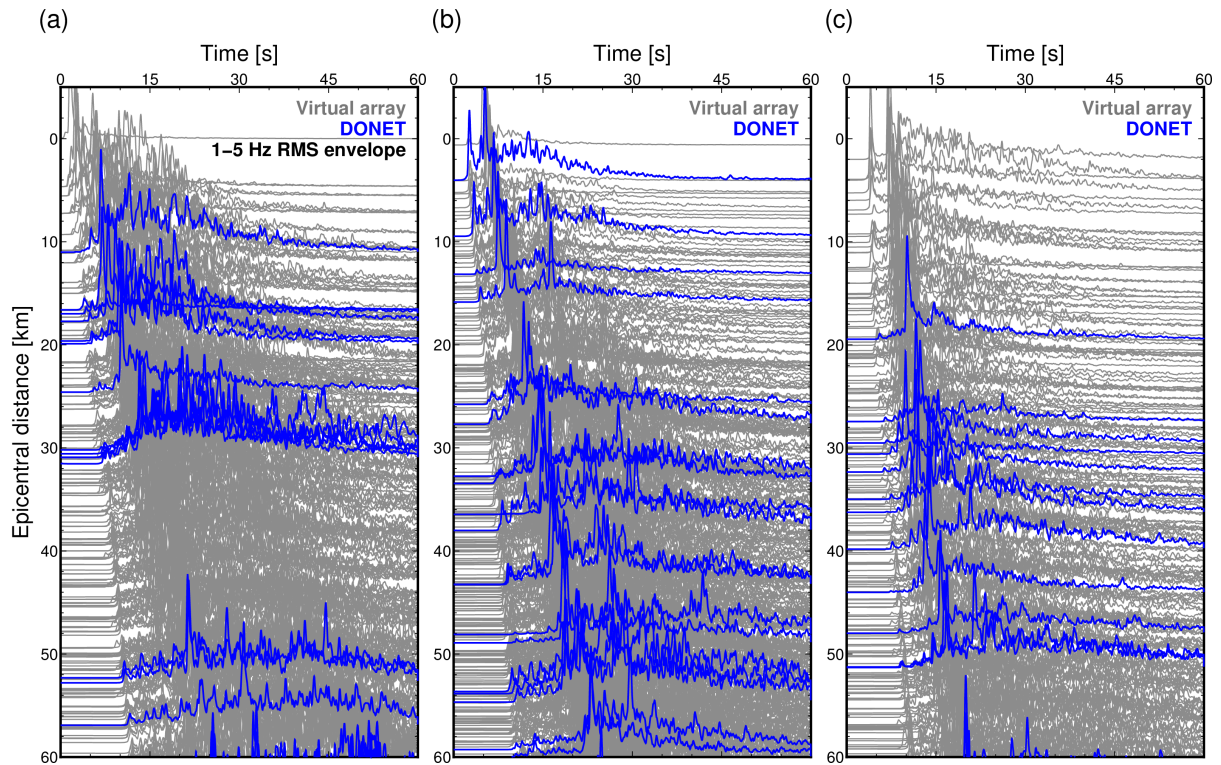 (a)
(b)
(c)
Time [s]
Time [s]
Time [s]
0 15 30 45 60
0 15 30 45 60
0 15 30 45 60
Virtual array
DONET
1–5 Hz RMS envelope
Virtual array
DONET
Virtual array
DONET
Epicentral distance [km]
0
10
20
30
40
50
60
0
10
20
30
40
50
60
0
10
20
30
40
50
60